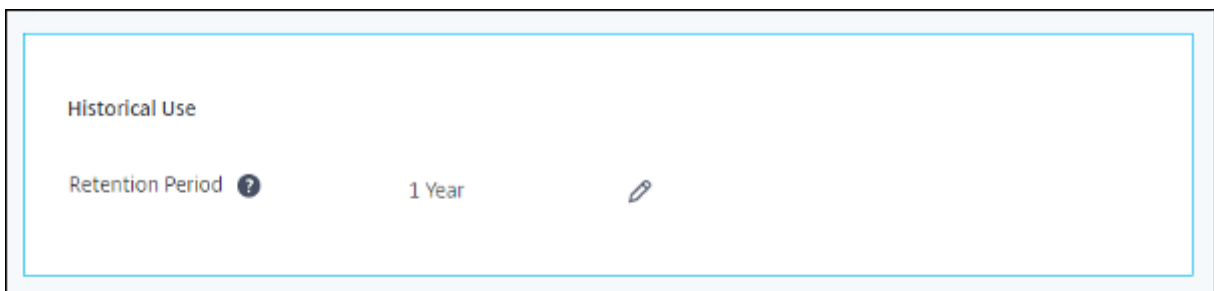 Historical Use
Retention Period ? 1 Year